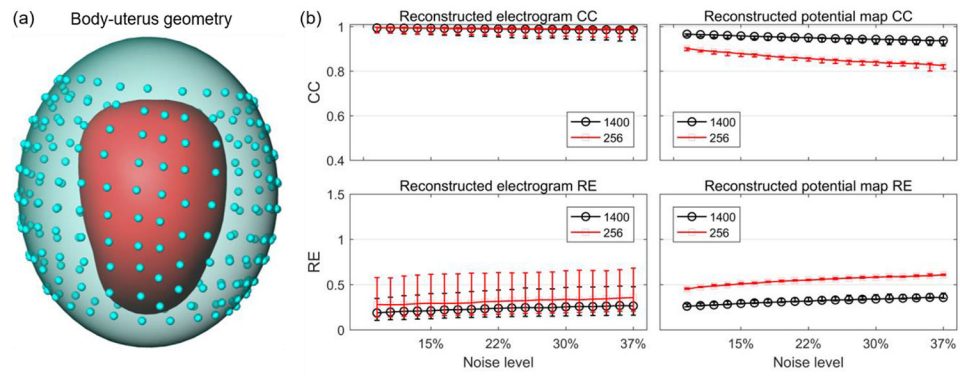 (a) Body-uterus geometry
(b)
Reconstructed electrogram CC
CC
1
0.8
0.6
0.4
1400
256
Reconstructed potential map CC
1400
256
Reconstructed electrogram RE
RE
1.5
1
0.5
0
1400
256
15% 22% 30% 37%
Noise level
Reconstructed potential map RE
1400
256
15% 22% 30% 37%
Noise level